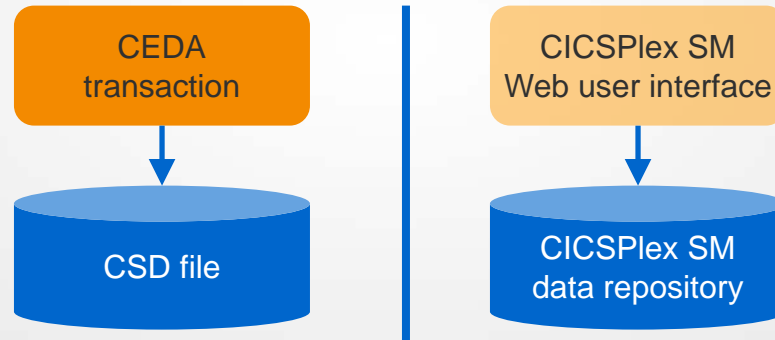 CEDA
transaction
CSD file
CICSPlex SM
Web user interface
CICSPlex SM
data repository